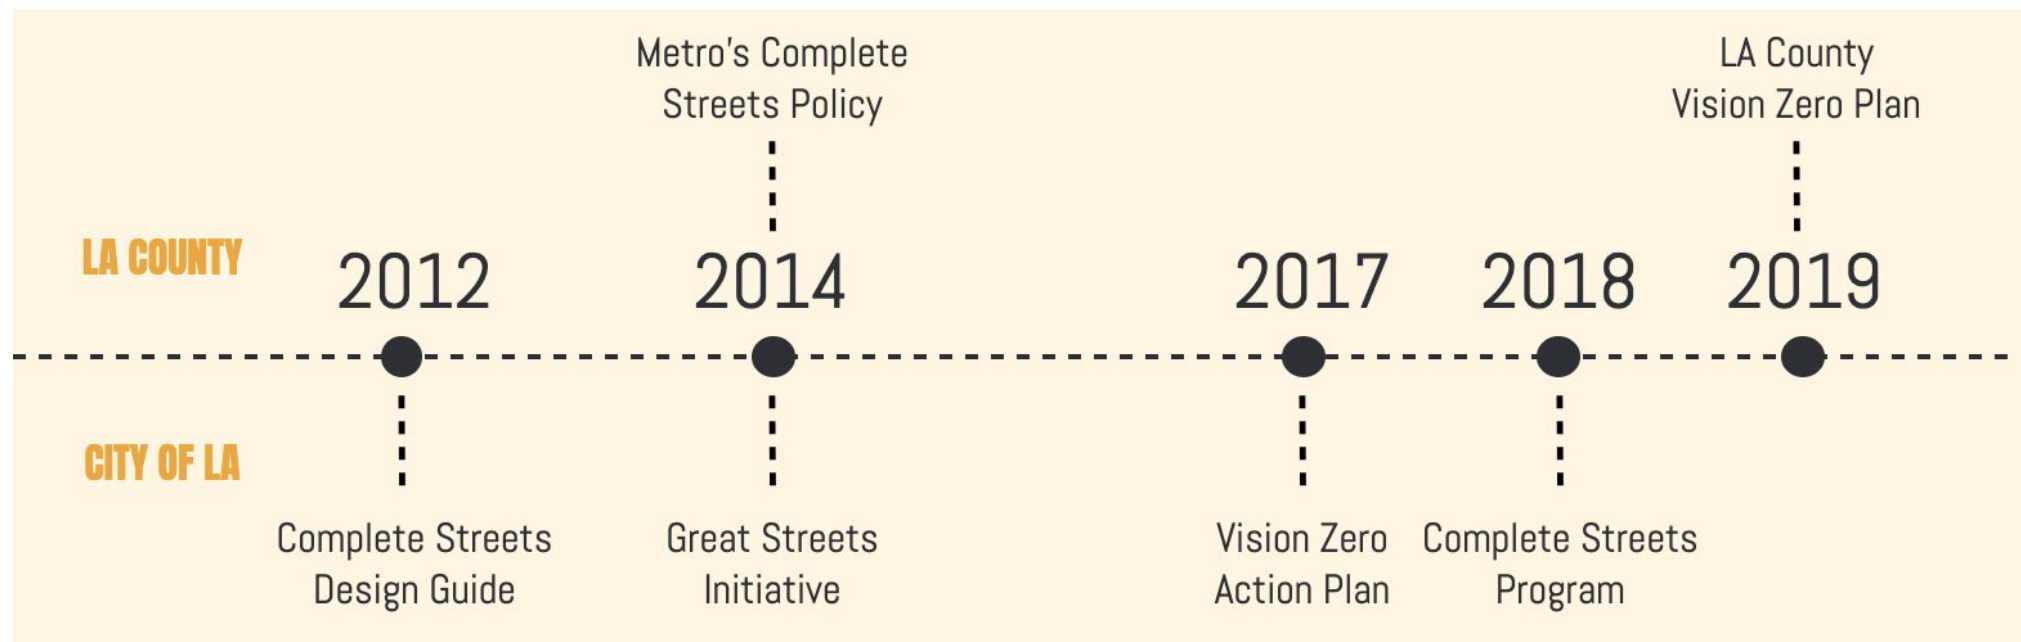 Metro's Complete
Streets Policy
LA County
Vision Zero Plan
LA COUNTY
2012
2014
2017
2018
2019
CITY OF LA
Complete Streets
Design Guide
Great Streets
Initiative
Vision Zero
Action Plan
Complete Streets
Program